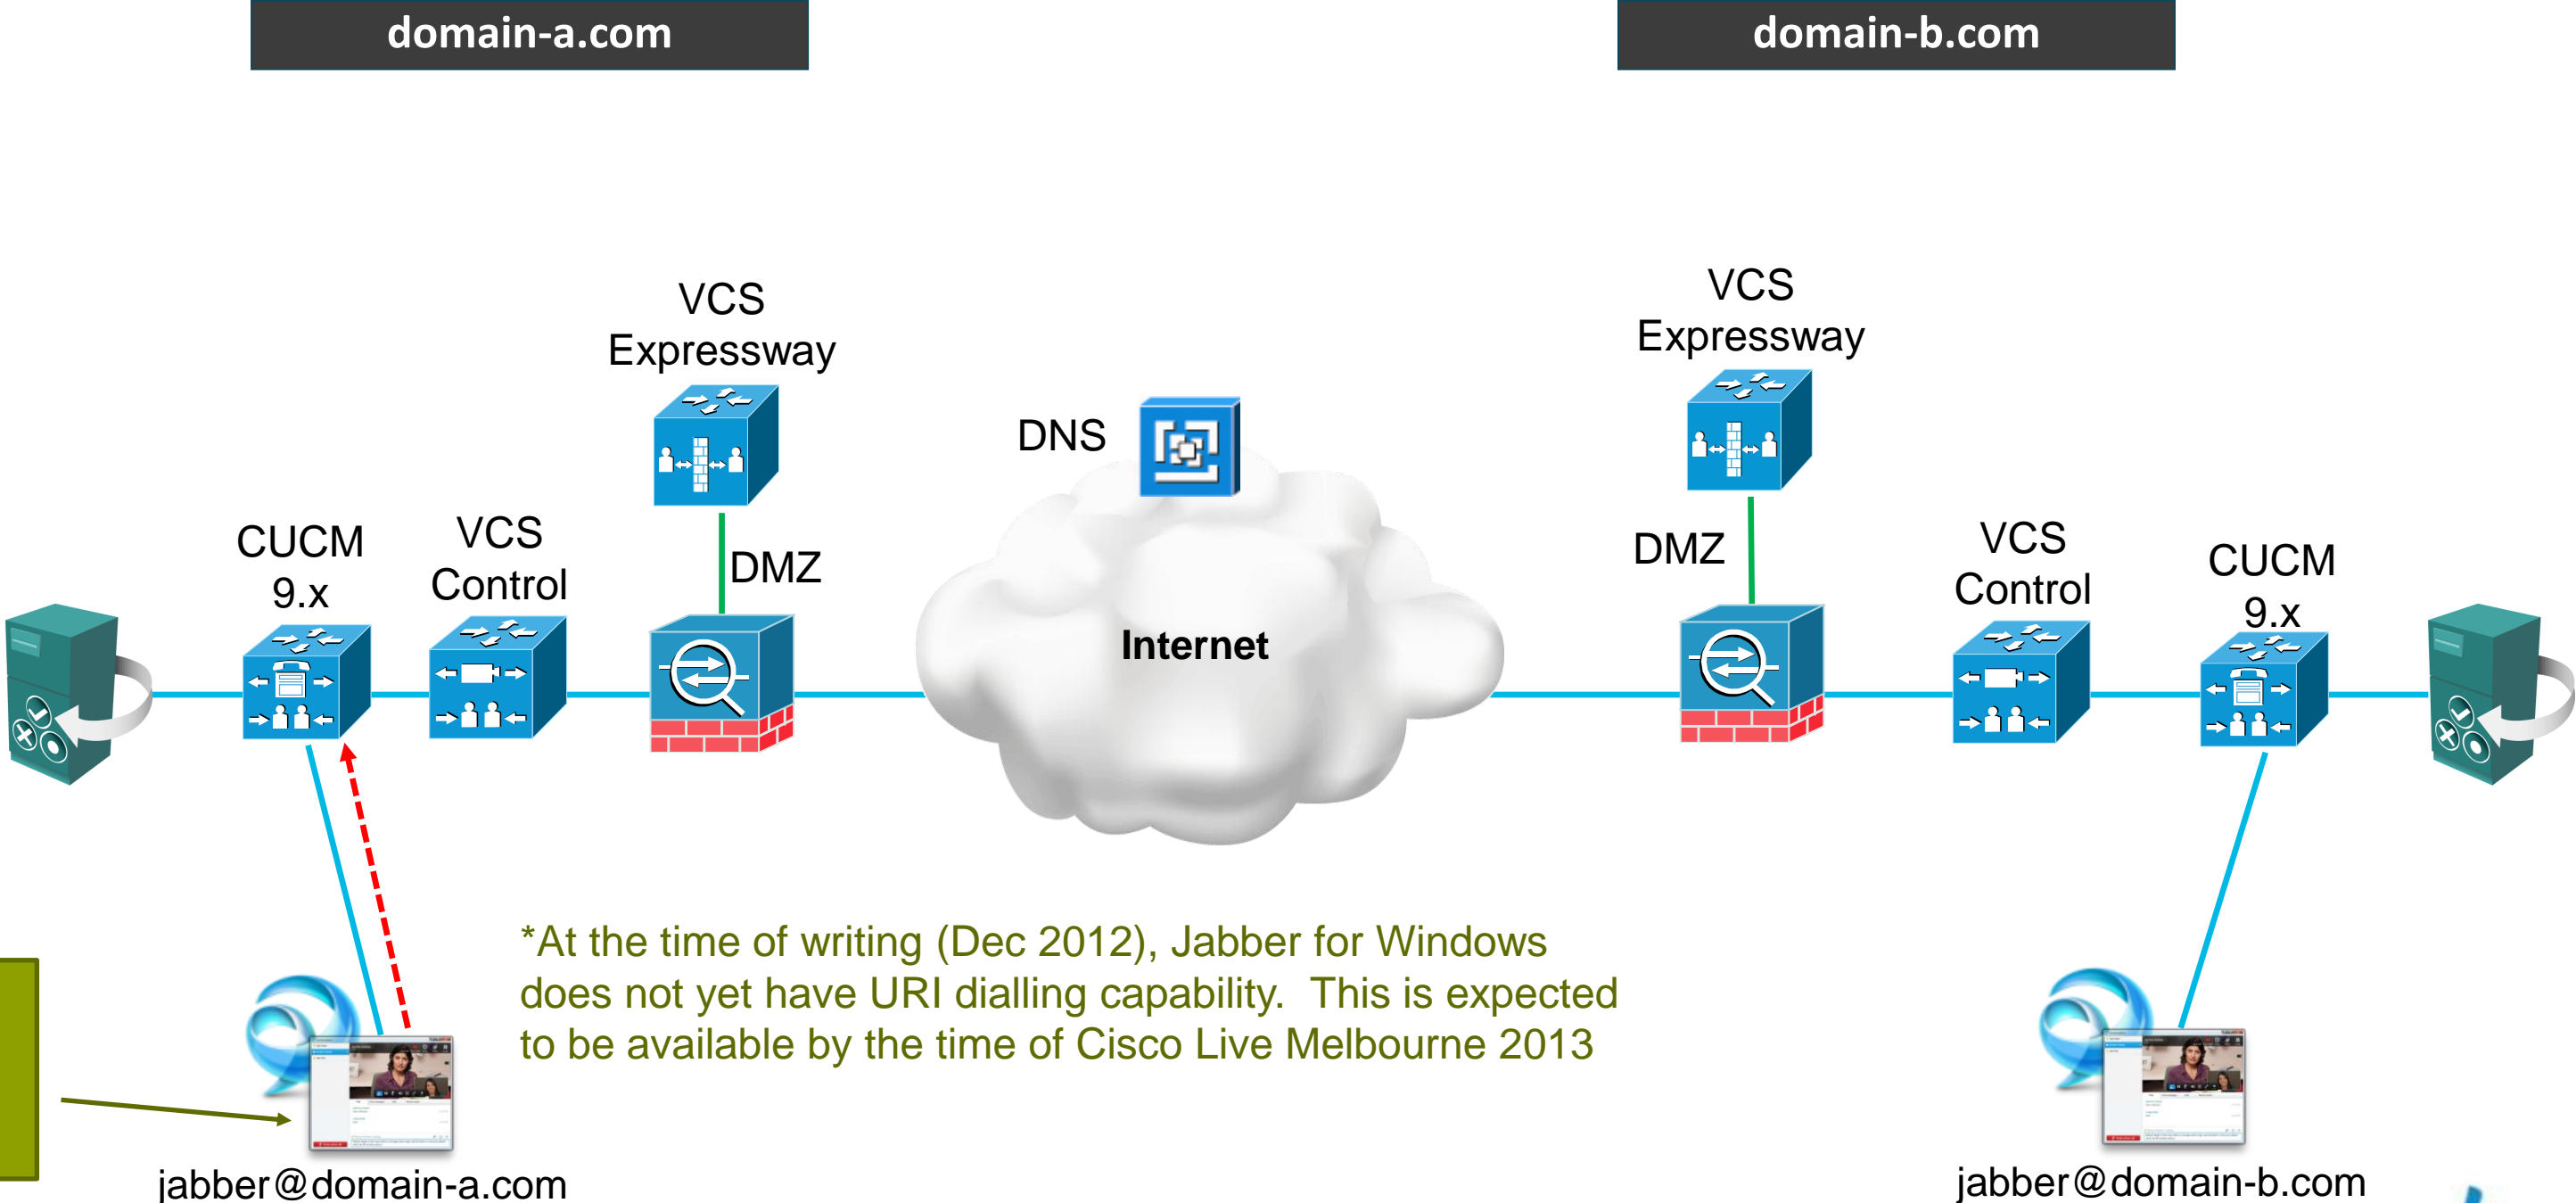 domain-a.com
domain-b.com
VCS
Expressway
VCS
Expressway
DNS
CUCM
9.x
VCS
Control
DMZ
Internet
DMZ
VCS
Control
CUCM
9.x
*At the time of writing (Dec 2012), Jabber for Windows
does not yet have URI dialling capability.  This is expected
to be available by the time of Cisco Live Melbourne 2013
jabber@domain-a.com
jabber@domain-b.com